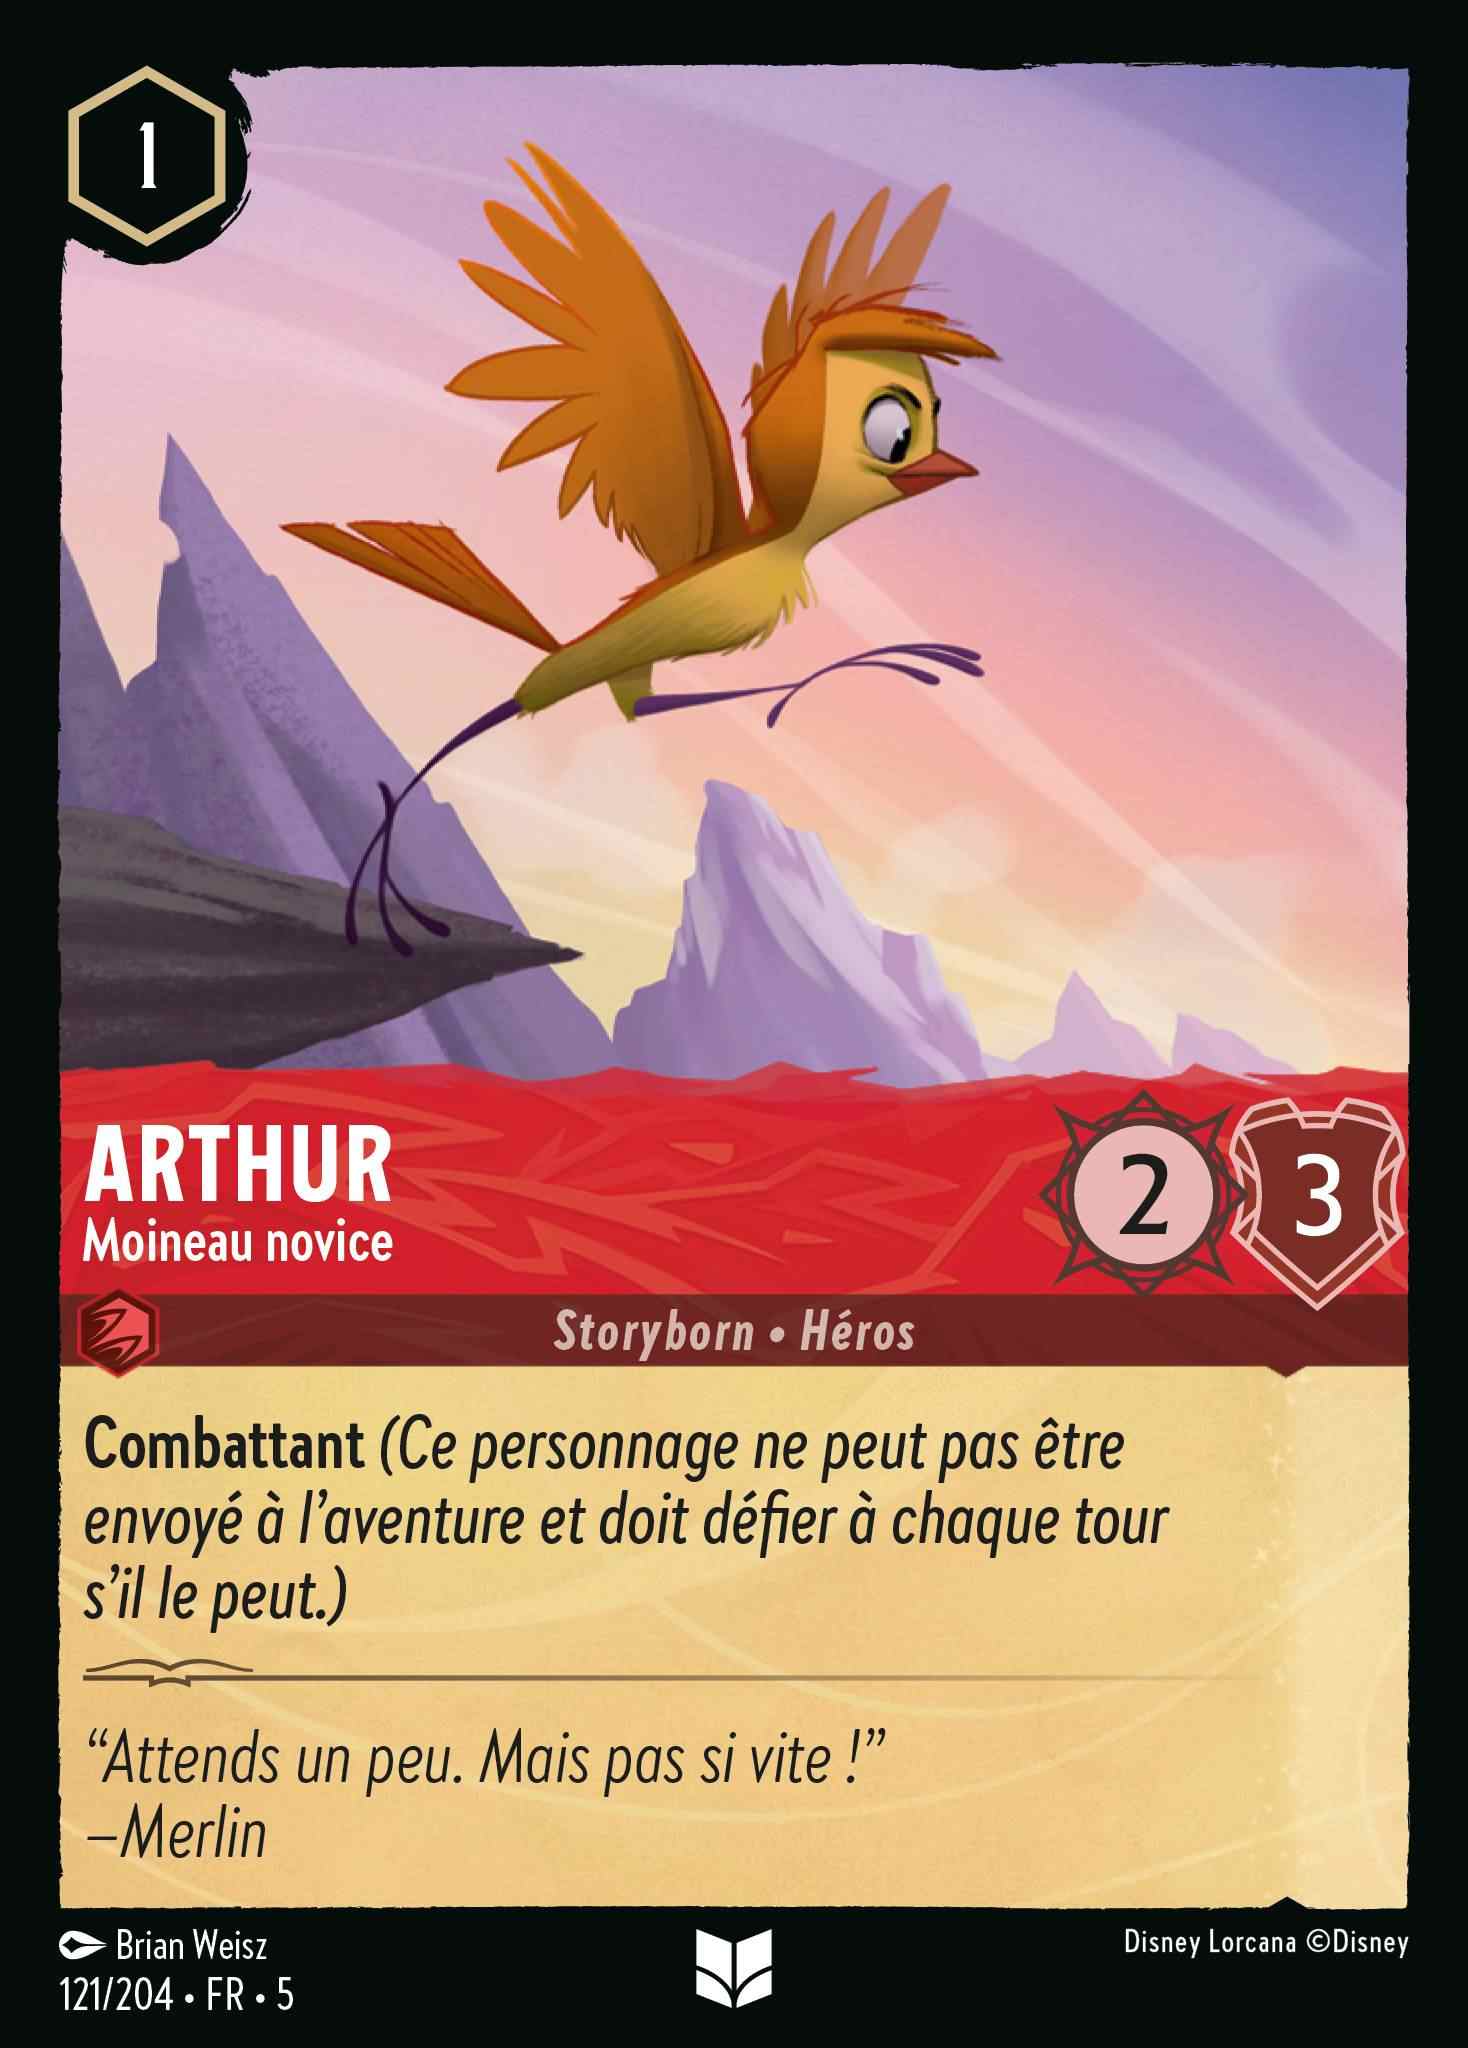 1
ARTHUR
Moineau novice
2
3
Storyborn • Héros
Combattant (Ce personnage ne peut pas être
envoyé à l’aventure et doit défier à chaque tour
s’il le peut.)
“Attends un peu. Mais pas si vite !”
–Merlin
Brian Weisz
Disney Lorcana ©Disney
121/204 • FR • 5